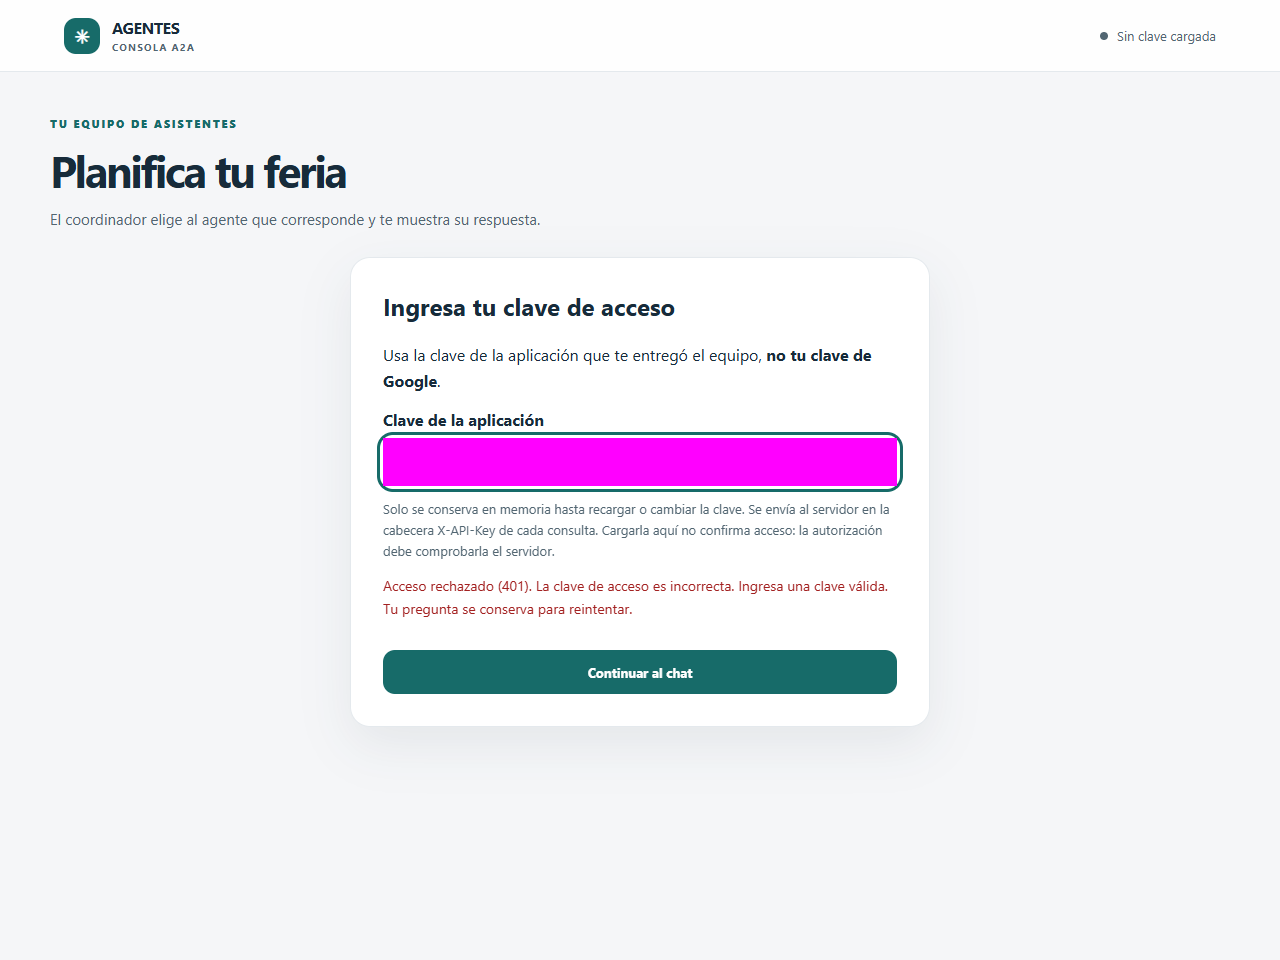 AGENTES
CONSOLA A2A
Sin clave cargada
TU EQUIPO DE ASISTENTES
Planifica tu feria
El coordinador elige al agente que corresponde y te muestra su respuesta.
Ingresa tu clave de acceso
Usa la clave de la aplicación que te entregó el equipo, no tu clave de
Google.
Clave de la aplicación
Solo se conserva en memoria hasta recargar o cambiar la clave. Se envía al servidor en la
cabecera X-API-Key de cada consulta. Cargarla aquí no confirma acceso: la autorización
debe comprobarla el servidor.
Acceso rechazado (401). La clave de acceso es incorrecta. Ingresa una clave válida.
Tu pregunta se conserva para reintentar.
Continuar al chat